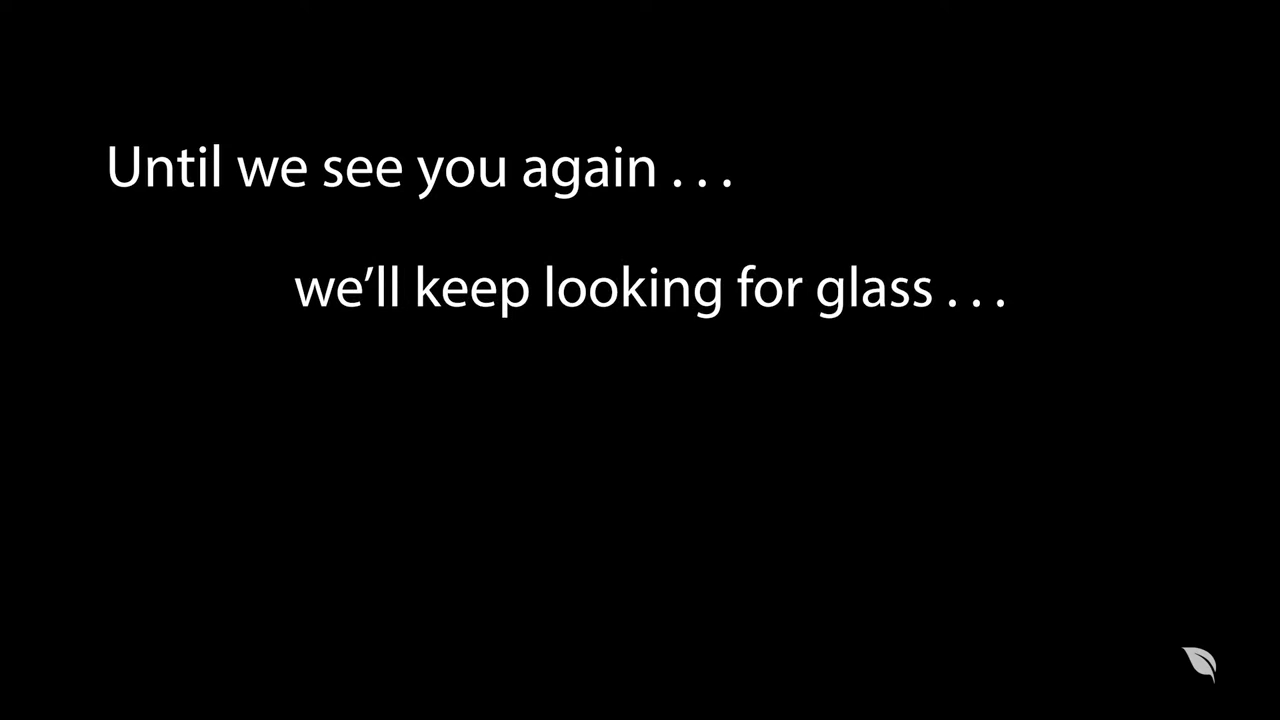 Until we see you again . . .
we’ll keep looking for glass . . .